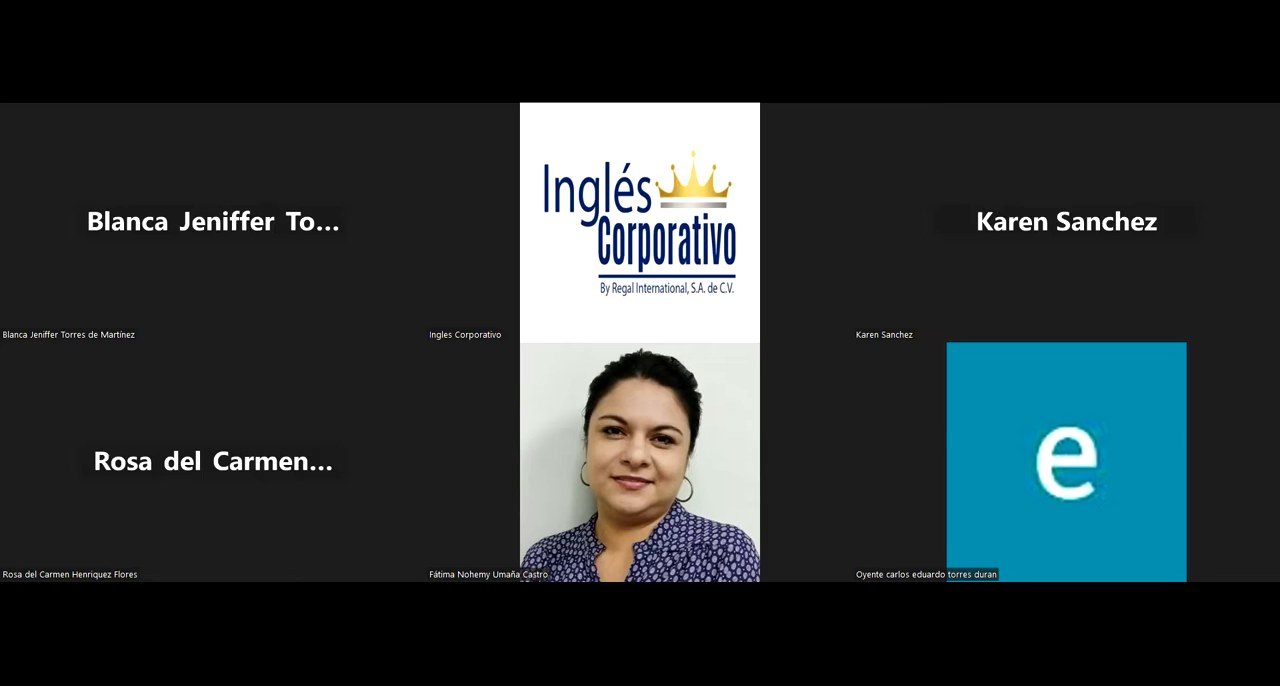 Blanca Jeniffer To...
Inglés
Corporativo
By Regal International, S.A. de C.V.
Karen Sanchez
Blanca Jeniffer Torres de Martínez
Ingles Corporativo
Karen Sanchez
Rosa del Carmen...
e
Rosa del Carmen Henriquez Flores
Fátima Nohemy Umaña Castro
Oyente carlos eduardo torres duran